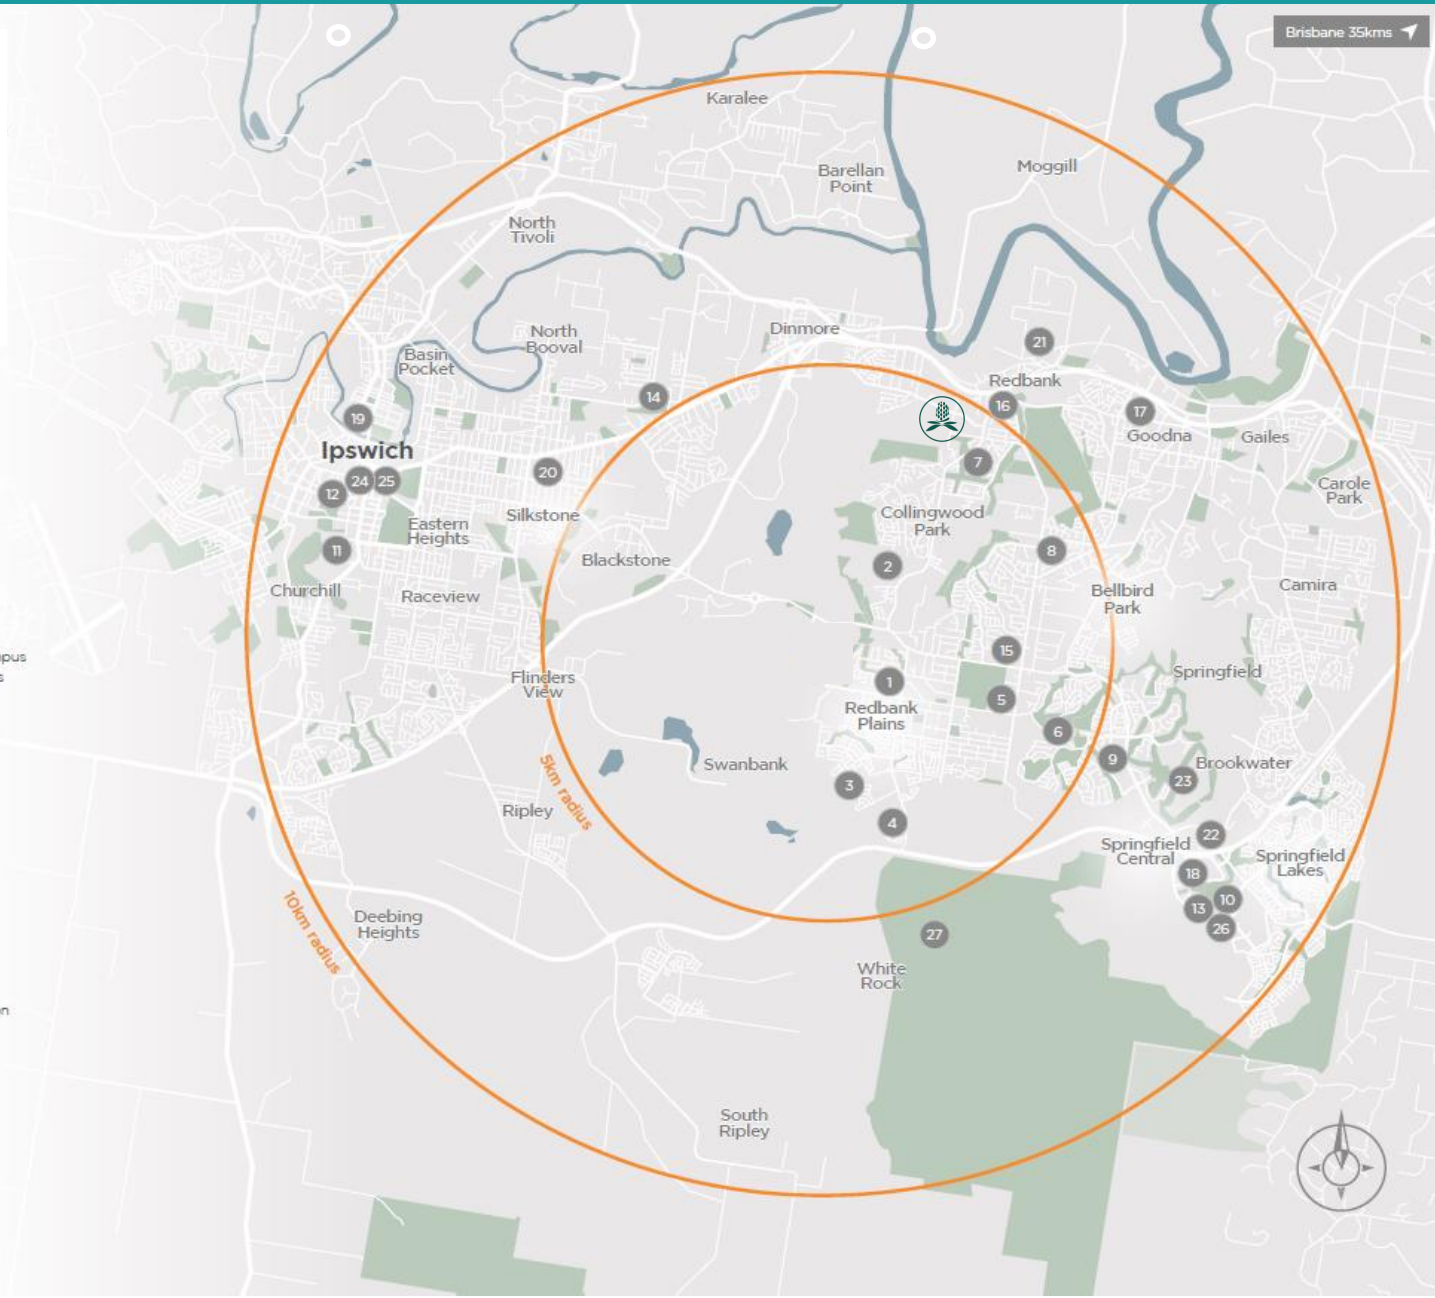 Brisbane 35kms
Karalee
Barellan
Point
Moggill
North
Tivoli
Dinmore
North
Booval
Basin
Pocket
21
Redbank
14
16
17
19
Goodna
Gailes
Ipswich
7
20
24
25
12
Carole
Park
Silkstone
Collingwood
Park
Eastern
Heights
11
8
Blackstone
2
Churchill
Raceview
Bellbird
Park
Camira
15
pus
s
Flinders
View
1
Springfield
5
Redbank
Plains
6
9
Swanbank
Brookwater
23
3
5km radius
Ripley
4
22
Springfield
Central
Springfield
Lakes
18
10
13
26
10km radius
Deebing
Heights
27
White
Rock
n
South
Ripley